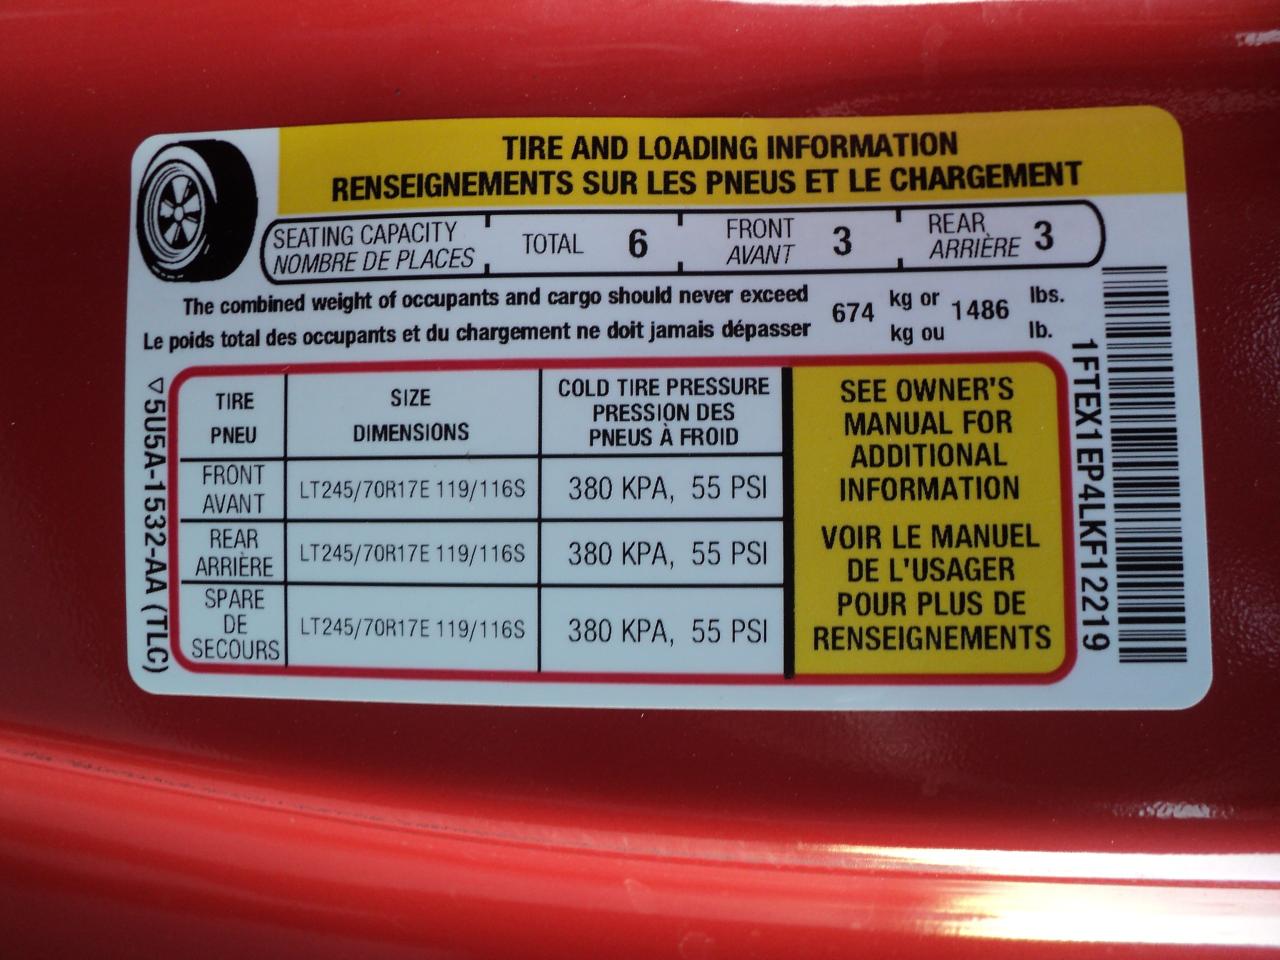 TIRE AND LOADING INFORMATION
RENSEIGNEMENTS SUR LES PNEUS ET LE CHARGEMENT
SEATING CAPACITY
NOMBRE DE PLACES
TOTAL 6
FRONT
AVANT
3
REAR
ARRIÈRE
3
The combined weight of occupants and cargo should never exceed
Le poids total des occupants et du chargement ne doit jamais dépasser
674
kg or
kg ou
1486
lbs.
lb.
TIRE
PNEU
SIZE
DIMENSIONS
COLD TIRE PRESSURE
PRESSION DES
PNEUS À FROID
FRONT
AVANT
LT245/70R17E 119/116S
380 KPA, 55 PSI
REAR
ARRIÈRE
LT245/70R17E 119/116S
380 KPA, 55 PSI
SPARE
DE
SECOURS
LT245/70R17E 119/116S
380 KPA, 55 PSI
SEE OWNER'S
MANUAL FOR
ADDITIONAL
INFORMATION
VOIR LE MANUEL
DE L'USAGER
POUR PLUS DE
RENSEIGNEMENTS
5U5A-1532-AA (TLC)
1FTEX1EP4LKF12219